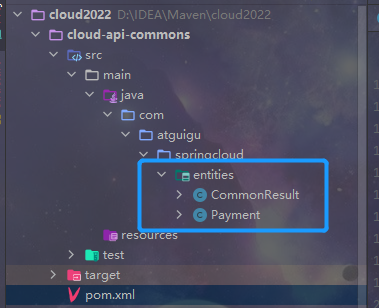 cloud2022 D:\IDEA\Maven\cloud2022
cloud-api-commons
src
main
java
com
atguigu
springcloud
entities
CommonResult
Payment
resources
test
target
pom.xml